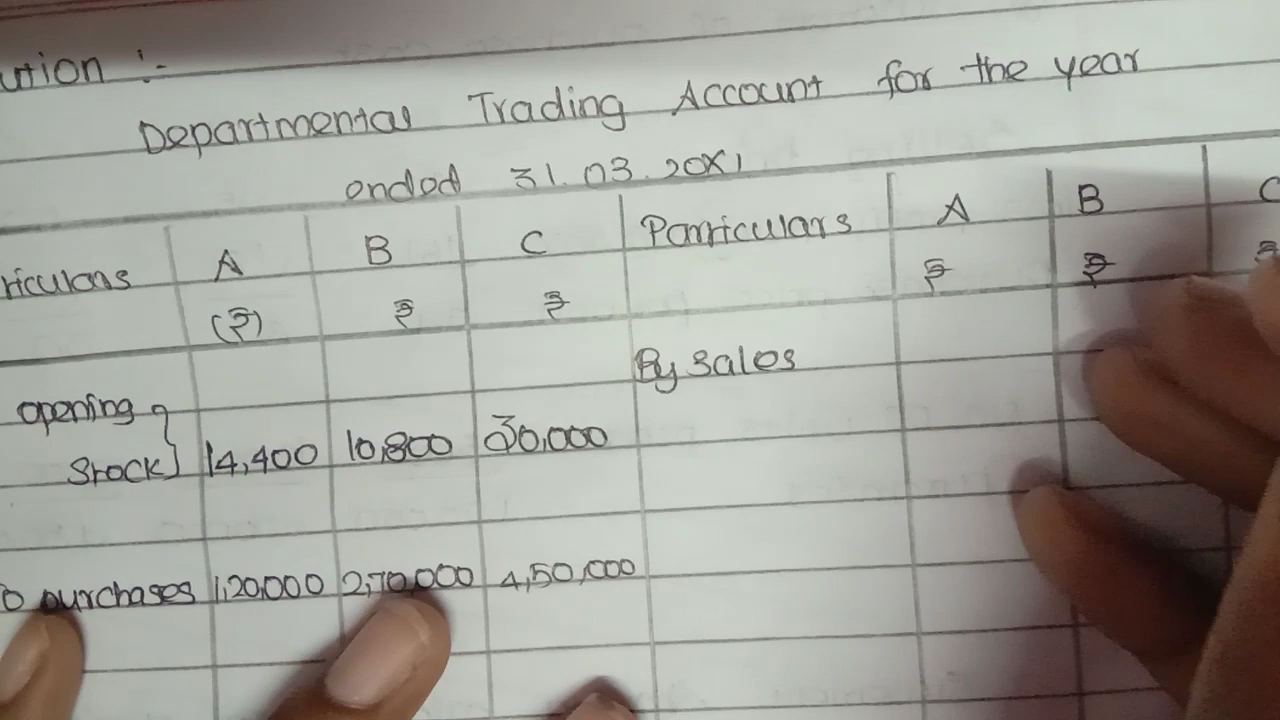 ution :-
Departmental Trading Account for the year
ended 31.03.20X1
riculars A B C Particulars A B C
(₹) ₹ ₹ ₹ ₹ ₹
By sales
opening
Stock} 14,400 10,800 30,000
o purchases 1,20,000 2,70,000 4,50,000